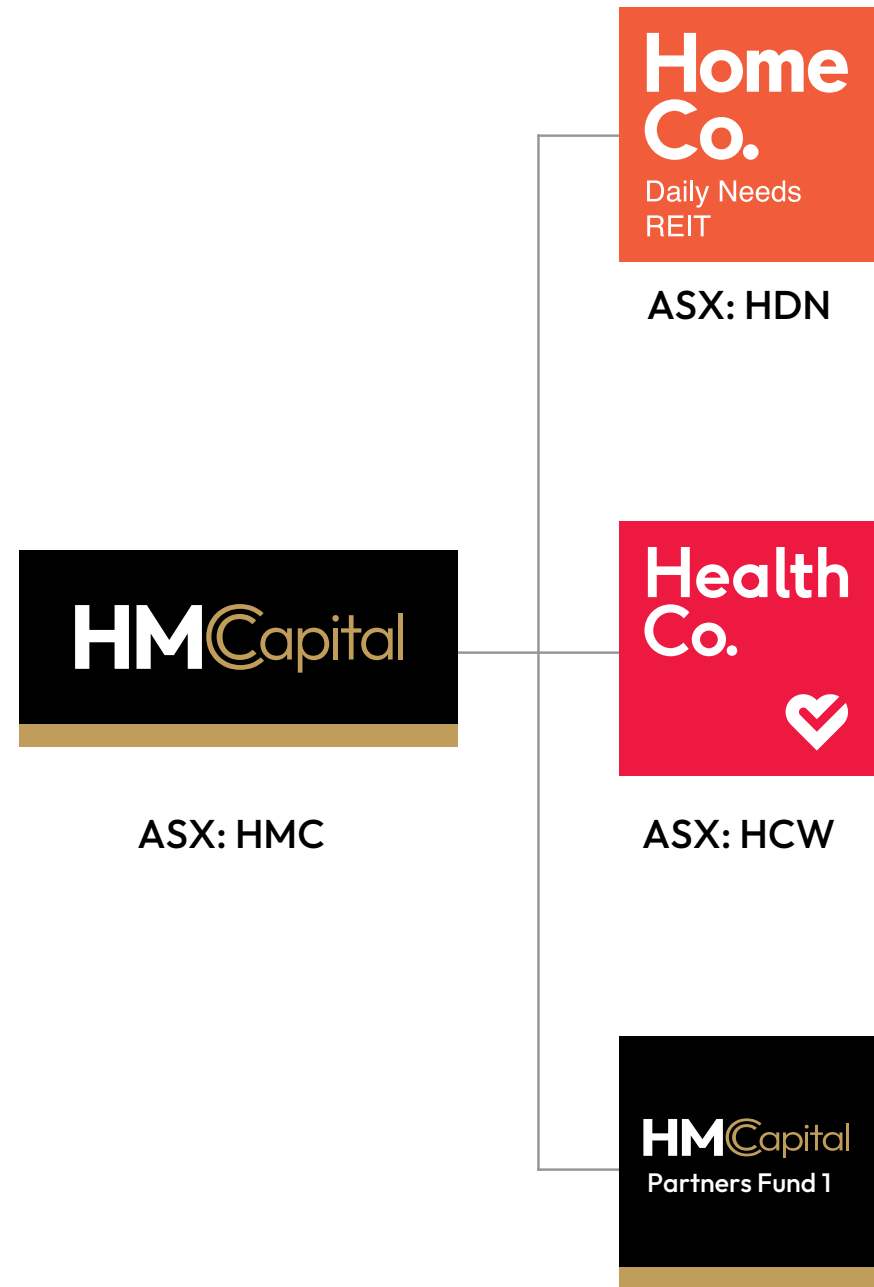 Home
Co.
Daily Needs
REIT
ASX: HDN
HMCapital
ASX: HMC
Health
Co.
ASX: HCW
HMCapital
Partners Fund 1